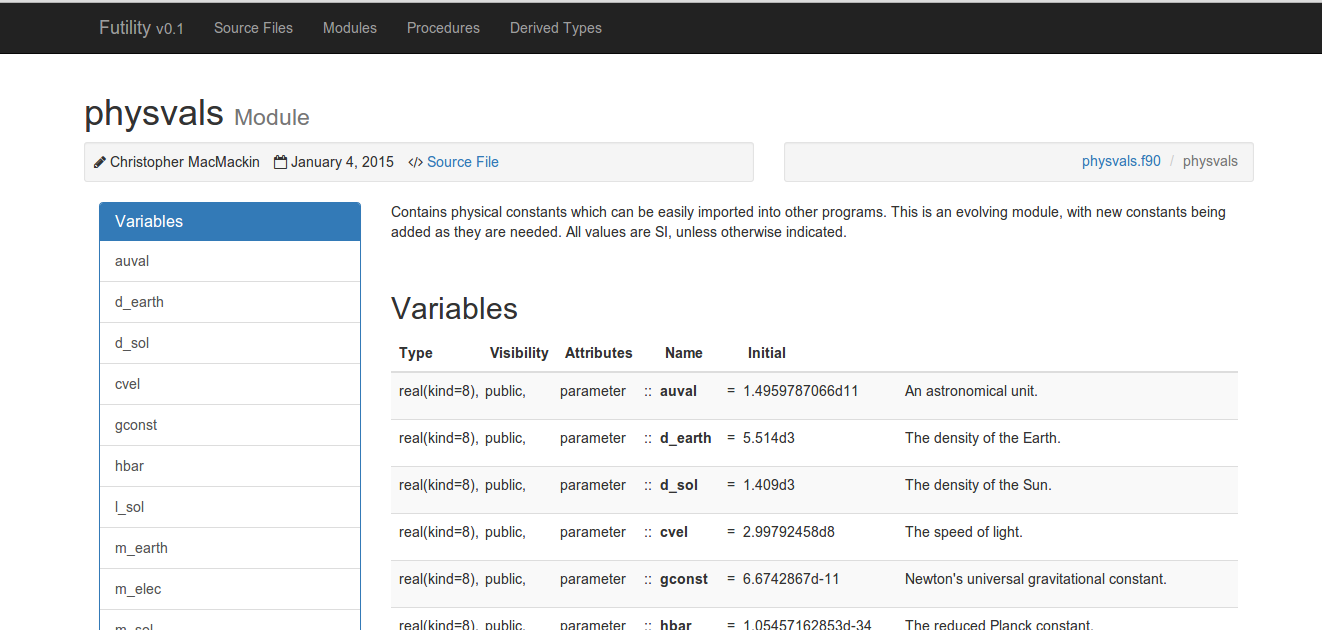 Futility v0.1 Source Files Modules Procedures Derived Types
physvals Module
Christopher MacMackin January 4, 2015 </> Source File
physvals.f90 / physvals
Variables
auval
d_earth
d_sol
cvel
gconst
hbar
l_sol
m_earth
m_elec
m_sol
Contains physical constants which can be easily imported into other programs. This is an evolving module, with new constants being
added as they are needed. All values are SI, unless otherwise indicated.
Variables
Type Visibility Attributes Name Initial
real(kind=8), public, parameter :: auval = 1.4959787066d11 An astronomical unit.
real(kind=8), public, parameter :: d_earth = 5.514d3 The density of the Earth.
real(kind=8), public, parameter :: d_sol = 1.409d3 The density of the Sun.
real(kind=8), public, parameter :: cvel = 2.99792458d8 The speed of light.
real(kind=8), public, parameter :: gconst = 6.6742867d-11 Newton's universal gravitational constant.
real(kind=8), public, parameter :: hbar = 1.05457162853d-34 The reduced Planck constant.